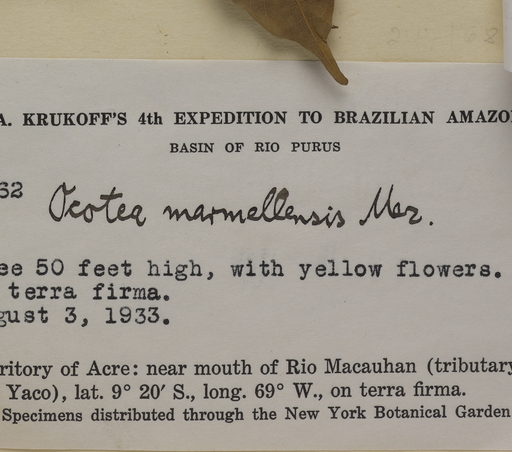 A. KRUKOFF'S 4th EXPEDITION TO BRAZILIAN AMAZO
BASIN OF RIO PURUS
62 Ocotea marmellensis Mez.
ee 50 feet high, with yellow flowers.
terra firma.
gust 3, 1933.
ritory of Acre: near mouth of Rio Macauhan (tributary
Yaco), lat. 9° 20′ S., long. 69° W., on terra firma.
Specimens distributed through the New York Botanical Garden